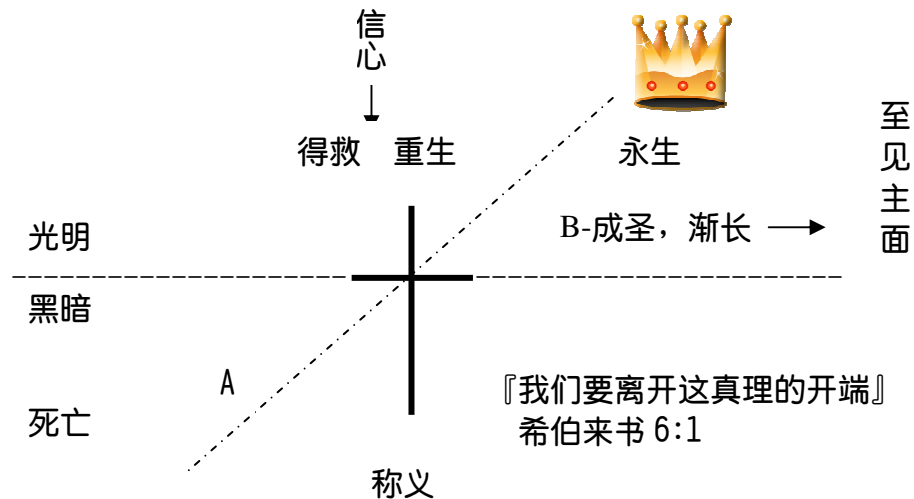 信心
得救 重生
永生
至见主面
光明
B-成圣，渐长
黑暗
A
『我们要离开这真理的开端』
希伯来书 6:1
死亡
称义